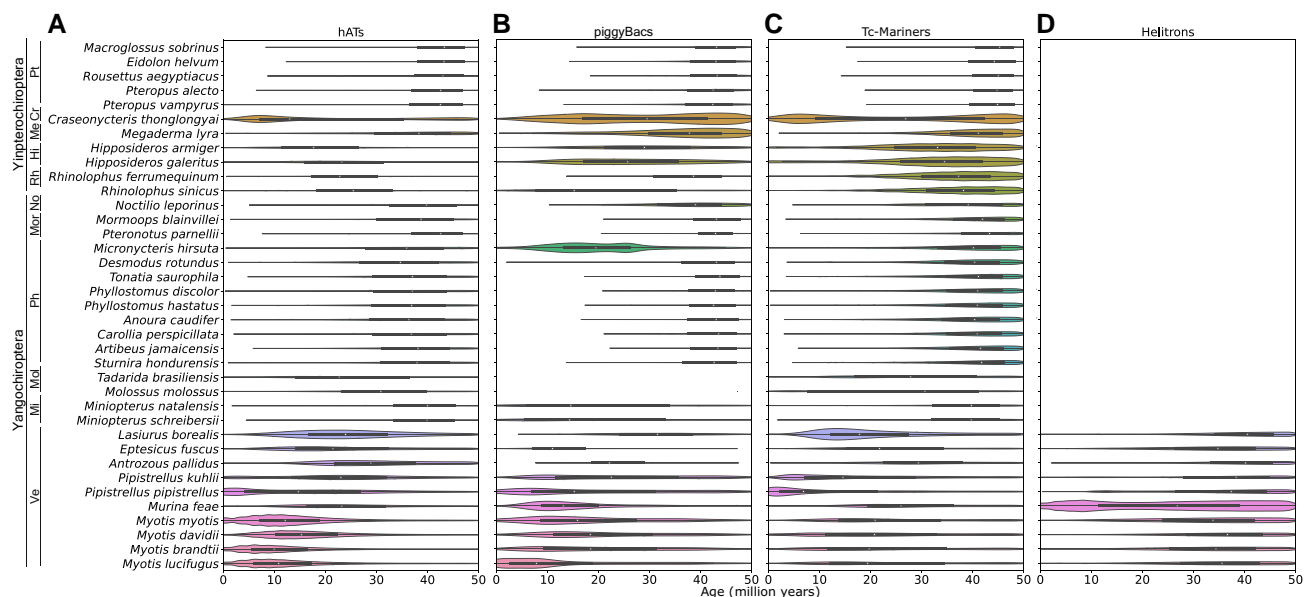 A B C D
hATs piggyBacs Tc-Mariners Helitrons
Yinpterochiroptera
Yangochiroptera
Pt
Cr
Me
Hi
Rh
No
Mor
Ph
Mol
Mi
Ve
Macroglossus sobrinus
Eidolon helvum
Rousettus aegyptiacus
Pteropus alecto
Pteropus vampyrus
Craseonycteris thonglongyai
Megaderma lyra
Hipposideros armiger
Hipposideros galeritus
Rhinolophus ferrumequinum
Rhinolophus sinicus
Noctilio leporinus
Mormoops blainvillei
Pteronotus parnellii
Micronycteris hirsuta
Desmodus rotundus
Tonatia saurophila
Phyllostomus discolor
Phyllostomus hastatus
Anoura caudifer
Carollia perspicillata
Artibeus jamaicensis
Sturnira hondurensis
Tadarida brasiliensis
Molossus molossus
Miniopterus natalensis
Miniopterus schreibersii
Lasiurus borealis
Eptesicus fuscus
Antrozous pallidus
Pipistrellus kuhlii
Pipistrellus pipistrellus
Murina feae
Myotis myotis
Myotis davidii
Myotis brandtii
Myotis lucifugus
0 10 20 30 40 50 0 10 20 30 40 50 0 10 20 30 40 50 0 10 20 30 40 50
Age (million years)